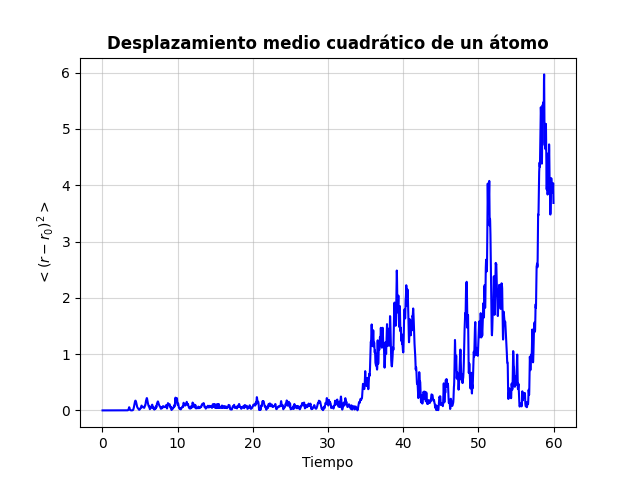 Desplazamiento medio cuadrático de un átomo
6
5
4
3
2
1
0
< (r − r₀)² >
0 10 20 30 40 50 60
Tiempo